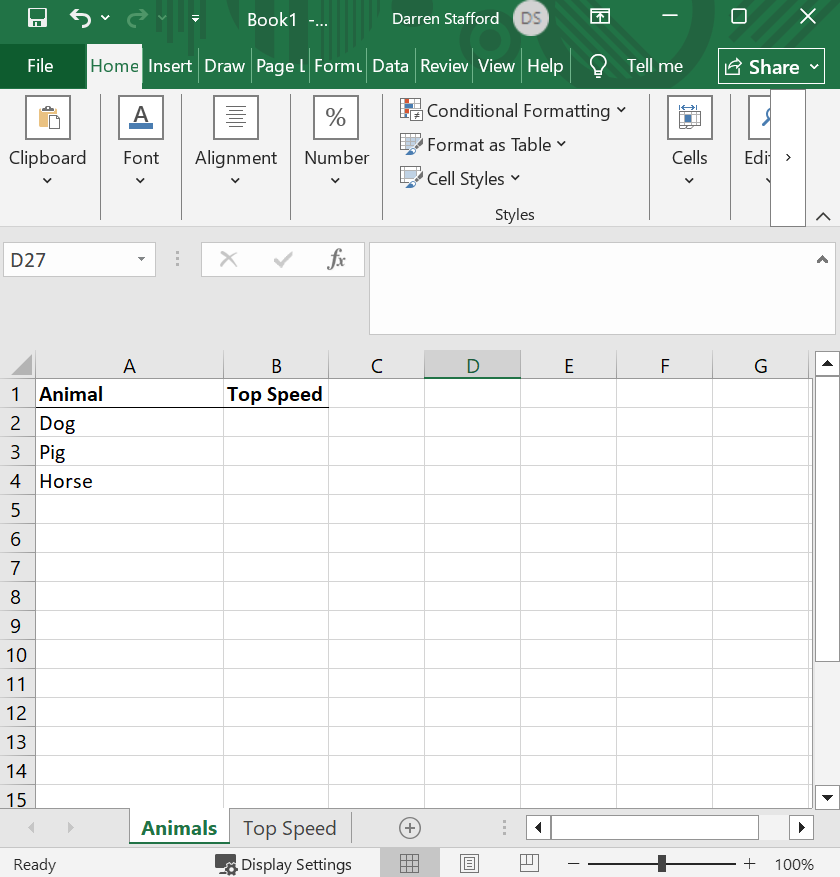 Book1 -...
Darren Stafford
DS
File Home Insert Draw Page L Formu Data Review View Help Tell me Share
Clipboard
Font
A
Alignment
%
Number
Conditional Formatting
Format as Table
Cell Styles
Styles
Cells
Edi
D27
fx
A B C D E F G
1 Animal Top Speed
2 Dog
3 Pig
4 Horse
5
6
7
8
9
10
11
12
13
14
15
Animals Top Speed
Ready Display Settings 100%